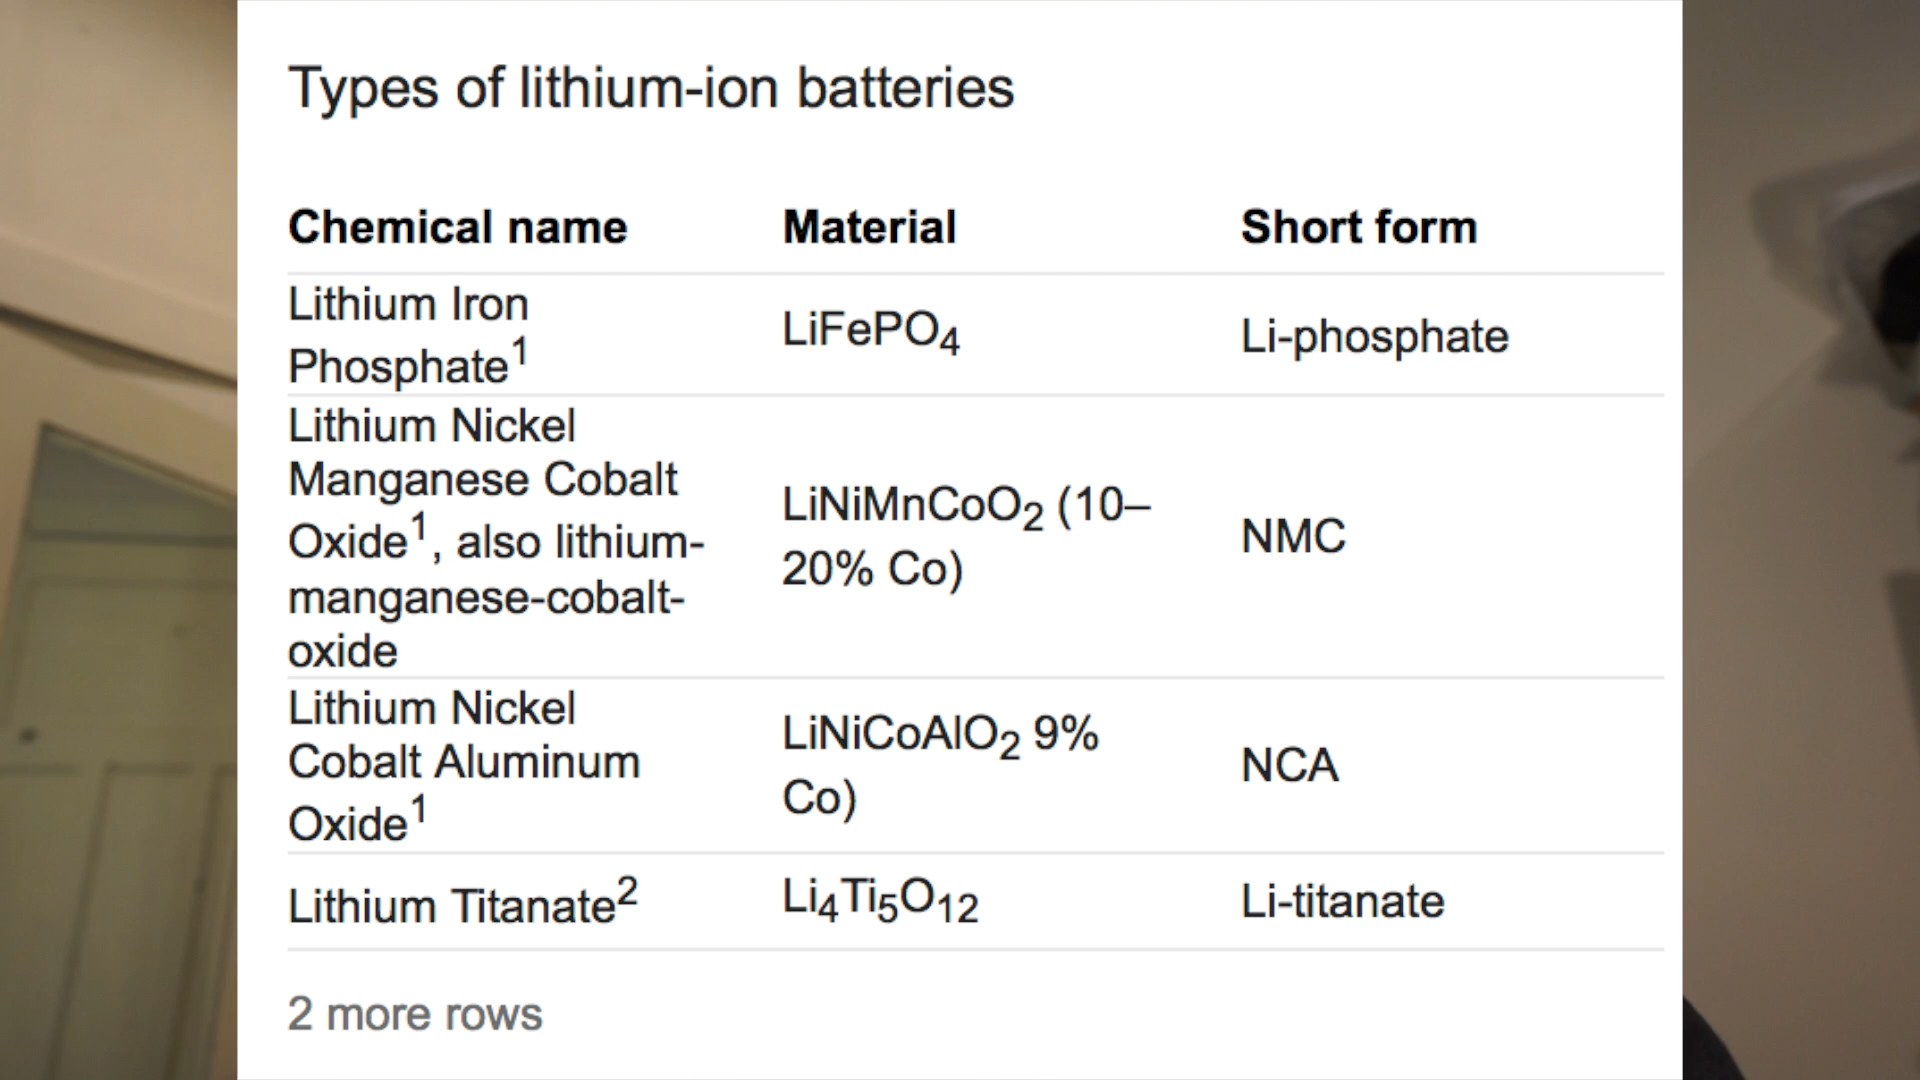 Types of lithium-ion batteries
Chemical name Material Short form
Lithium Iron
Phosphate¹ LiFePO₄ Li-phosphate
Lithium Nickel
Manganese Cobalt
Oxide¹, also lithium-
manganese-cobalt-
oxide
LiNiMnCoO₂ (10–
20% Co)
NMC
Lithium Nickel
Cobalt Aluminum
Oxide¹
LiNiCoAlO₂ 9%
Co)
NCA
Lithium Titanate² Li₄Ti₅O₁₂ Li-titanate
2 more rows